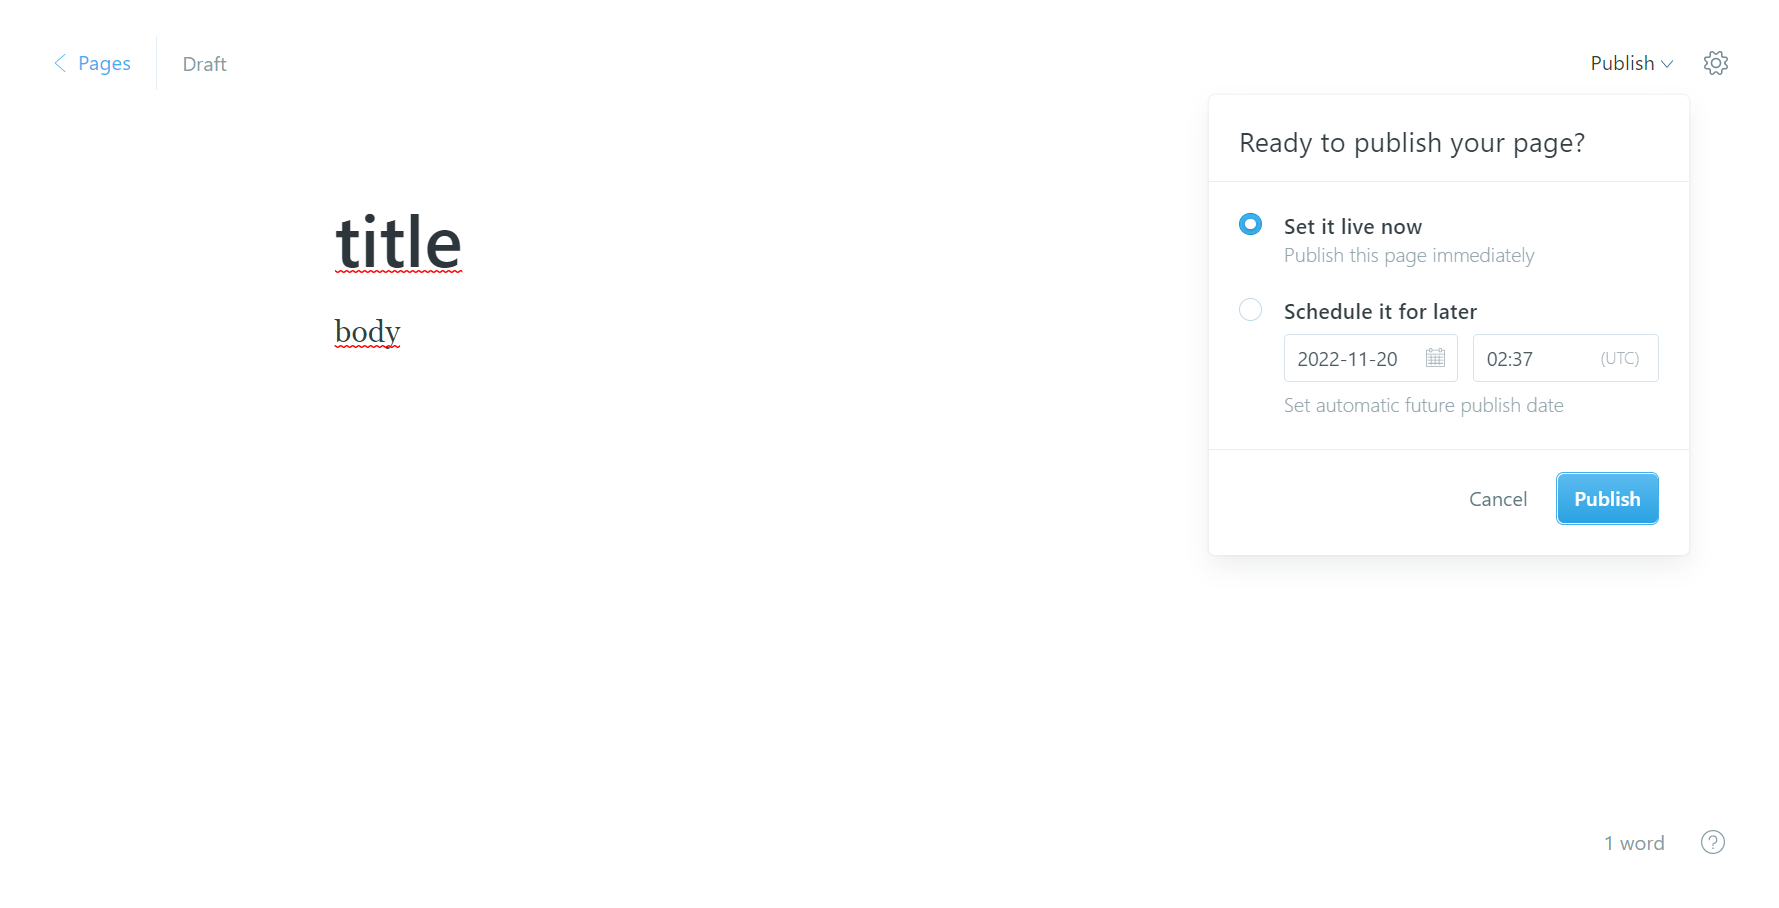 Pages
Draft
Publish
Ready to publish your page?
title
Set it live now
Publish this page immediately
Schedule it for later
body
2022-11-20
02:37 (UTC)
Set automatic future publish date
Cancel
Publish
1 word
?